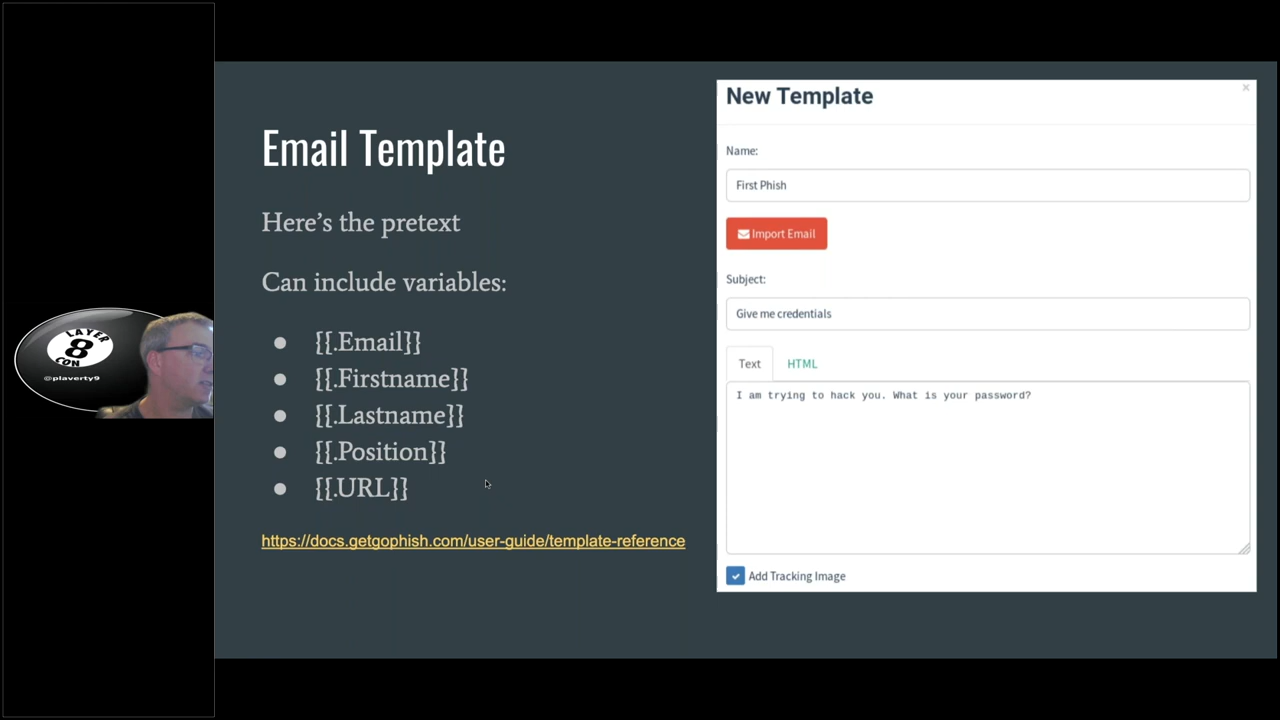 LAYER
8
CON
@plaverty9
Email Template
Here's the pretext
Can include variables:
{{.Email}}
{{.Firstname}}
{{.Lastname}}
{{.Position}}
{{.URL}}
https://docs.getgophish.com/user-guide/template-reference
New Template
×
Name:
First Phish
Import Email
Subject:
Give me credentials
Text HTML
I am trying to hack you. What is your password?
Add Tracking Image